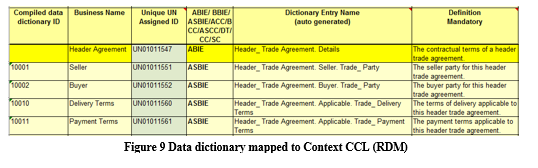 Compiled data dictionary ID | Business Name | Unique UN Assigned ID | ABIE/ BBIE/ ASBIE/ACC/B CC/ASCC/DT/ CC/SC | Dictionary Entry Name (auto generated) | Definition Mandatory
Header Agreement | UN01011547 | ABIE | Header_ Trade Agreement. Details | The contractual terms of a header trade agreement.
10001 | Seller | UN01011551 | ASBIE | Header_ Trade Agreement. Seller. Trade_ Party | The seller party for this header trade agreement.
10002 | Buyer | UN01011552 | ASBIE | Header_ Trade Agreement. Buyer. Trade_ Party | The buyer party for this header trade agreement.
10010 | Delivery Terms | UN01011560 | ASBIE | Header_ Trade Agreement. Applicable. Trade_ Delivery Terms | The terms of delivery applicable to this header trade agreement.
10011 | Payment Terms | UN01011561 | ASBIE | Header_ Trade Agreement. Applicable. Trade_ Payment Terms | The payment terms applicable to this header trade agreement.
Figure 9 Data dictionary mapped to Context CCL (RDM)